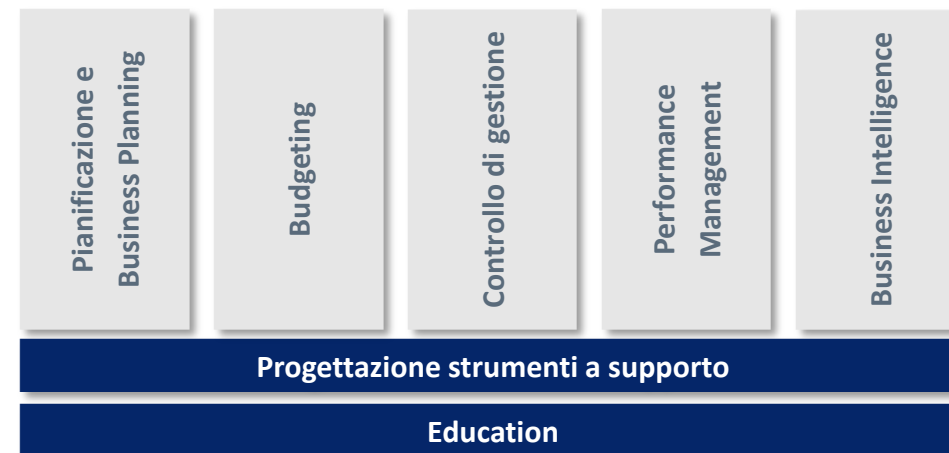 Pianificazione e
Business Planning
Budgeting
Controllo di gestione
Performance
Management
Business Intelligence
Progettazione strumenti a supporto
Education